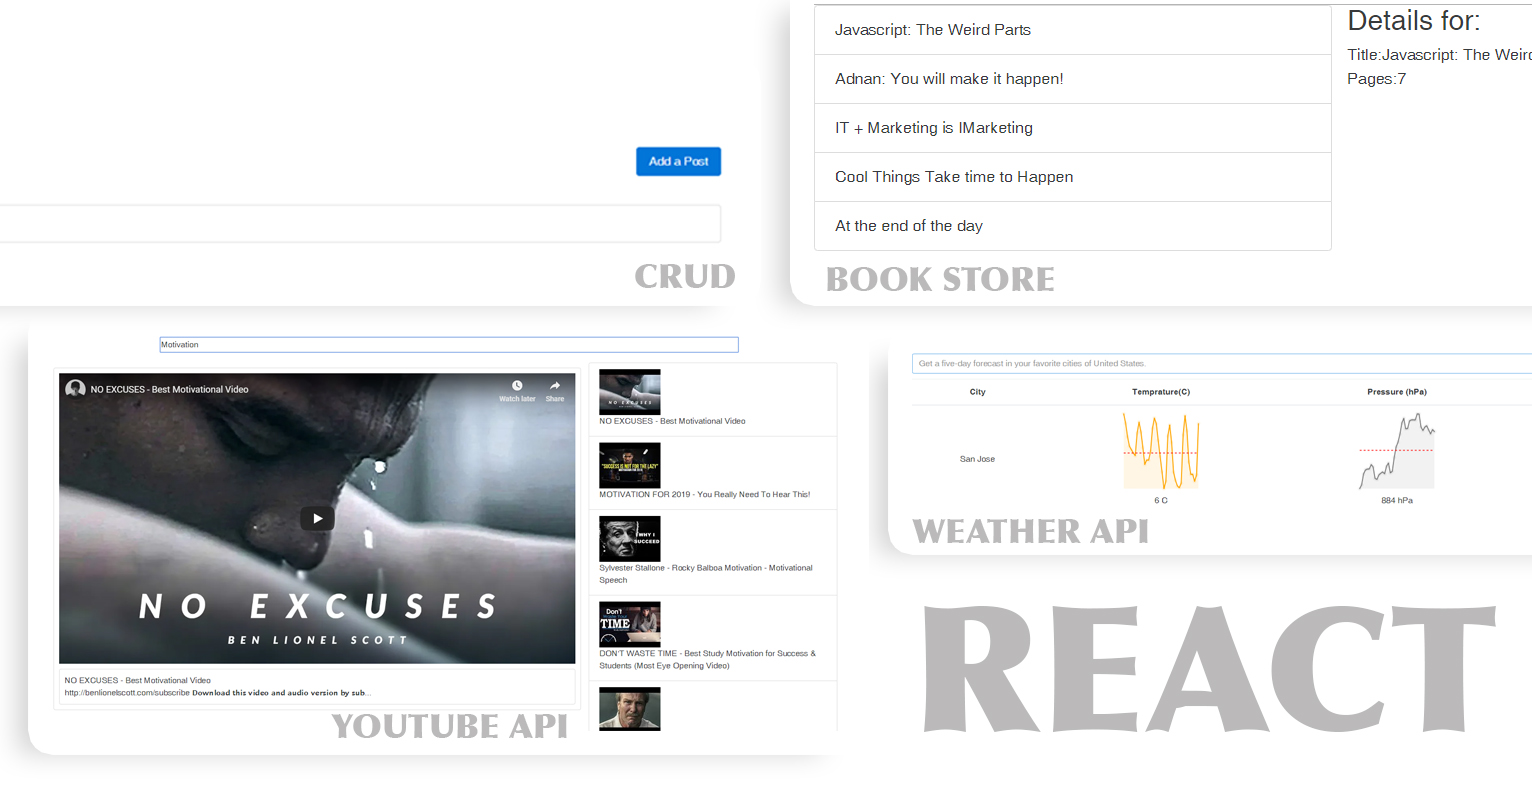 Add a Post
CRUD
Javascript: The Weird Parts
Adnan: You will make it happen!
IT + Marketing is IMarketing
Cool Things Take time to Happen
At the end of the day
Details for:
Title:Javascript: The Weird
Pages:7
BOOK STORE
Motivation
NO EXCUSES - Best Motivational Video
Watch later
Share
NO EXCUSES
BEN LIONEL SCOTT
NO EXCUSES - Best Motivational Video
http://benlionelscott.com/subscribe Download this video and audio version by sub...
NO EXCUSES
NO EXCUSES - Best Motivational Video
"SUCCESS IS NOT FOR THE LAZY"
MOTIVATION FOR 2019 - You Really Need To Hear This!
WHY I
SUCCEED
Sylvester Stallone - Rocky Balboa Motivation - Motivational
Speech
Don't
TIME
DON'T WASTE TIME - Best Study Motivation for Success &
Students (Most Eye Opening Video)
YOUTUBE API
Get a five-day forecast in your favorite cities of United States.
City
Temprature(C)
Pressure (hPa)
San Jose
6 C
884 hPa
WEATHER API
REACT